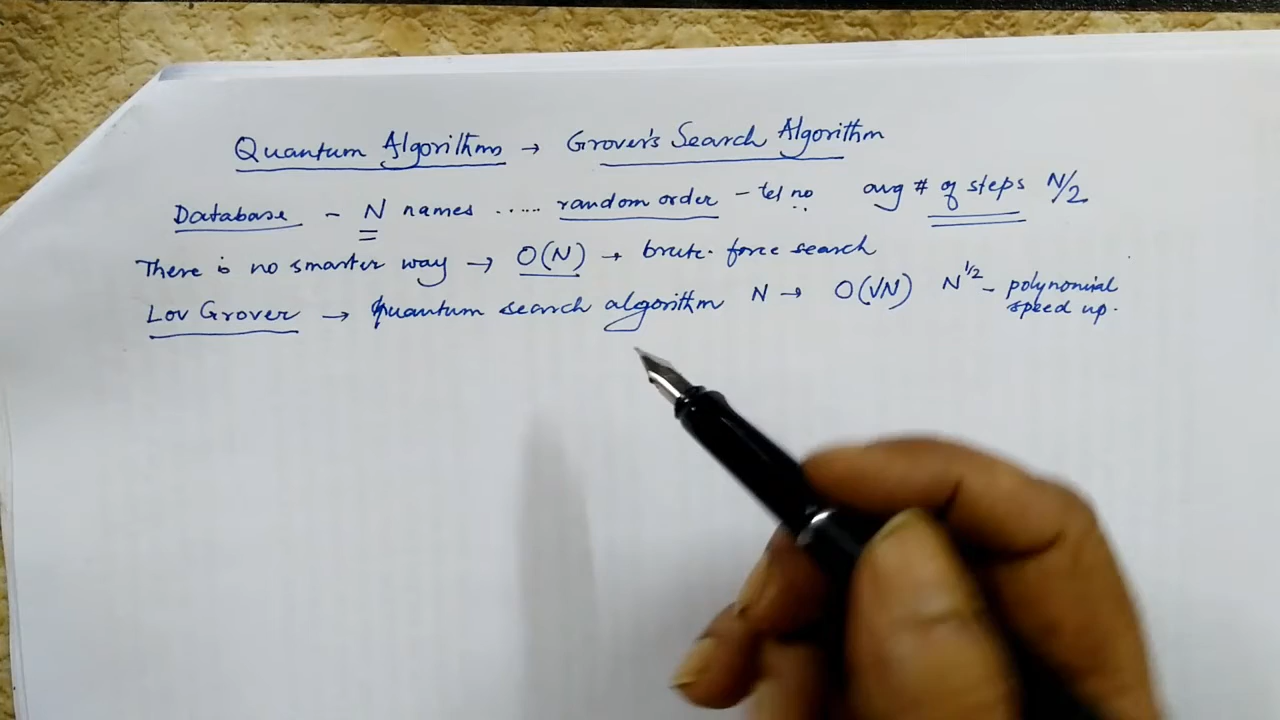 Quantum Algorithms → Grover's Search Algorithm
Database - N names ..... random order - tel no avg # of steps N/2
There is no smarter way → O(N) → brute-force search
Lov Grover → quantum search algorithm N → O(√N) N^1/2 - polynomial
speed up.